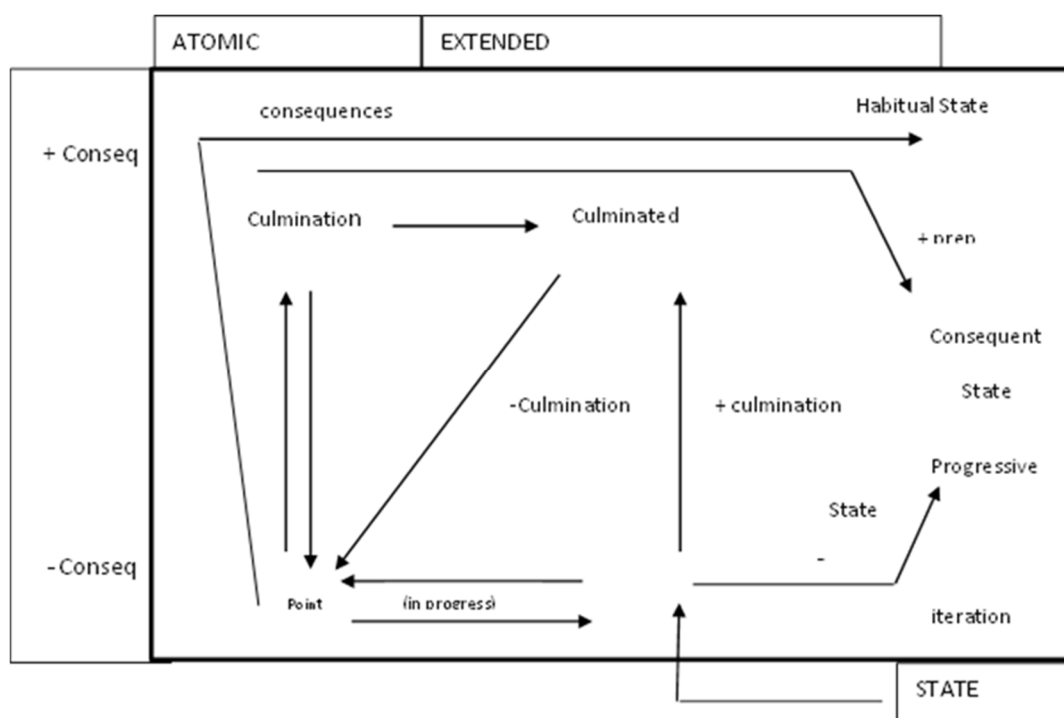 ATOMIC EXTENDED
consequences Habitual State
+ Conseq
Culmination Culminated
+ prep
Consequent
State
-Culmination + culmination
Progressive
State
- Conseq -
Point (in progress)
iteration
STATE